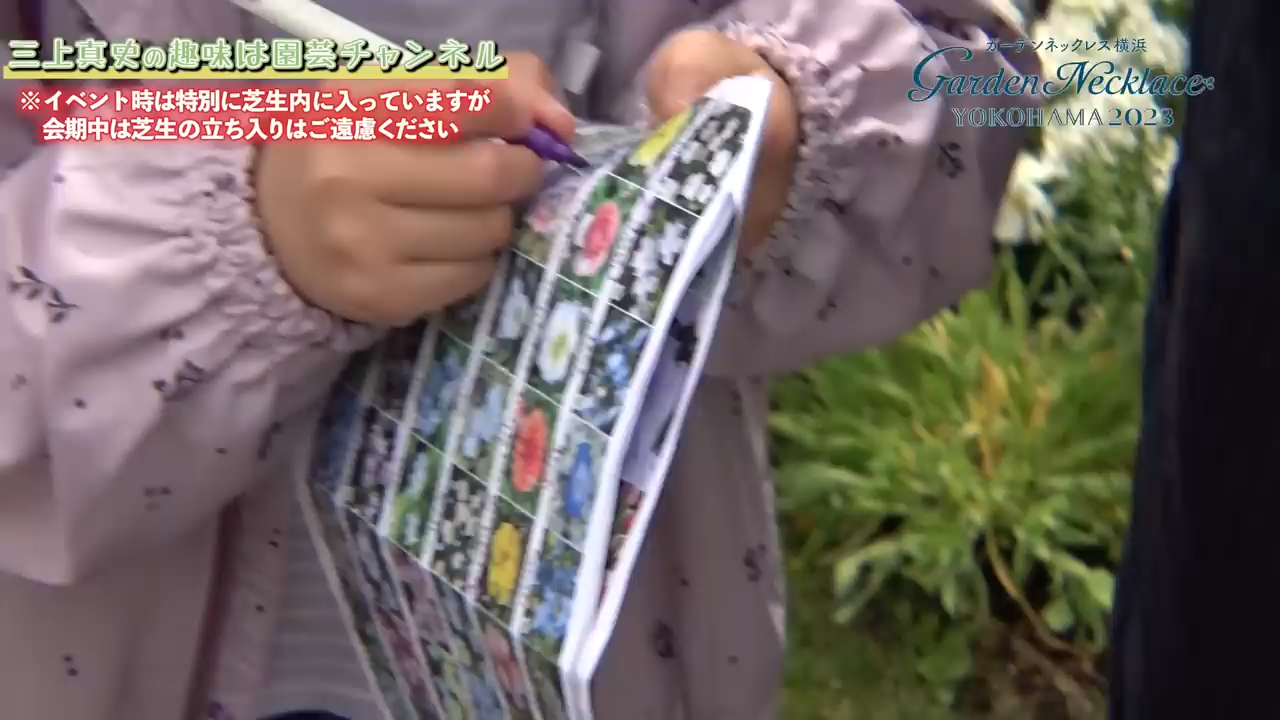 三上真史の趣味は園芸チャンネル
※イベント時は特別に芝生内に入っていますが
会期中は芝生の立ち入りはご遠慮ください
ガーデンネックレス横浜
Garden Necklace
YOKOHAMA 2023